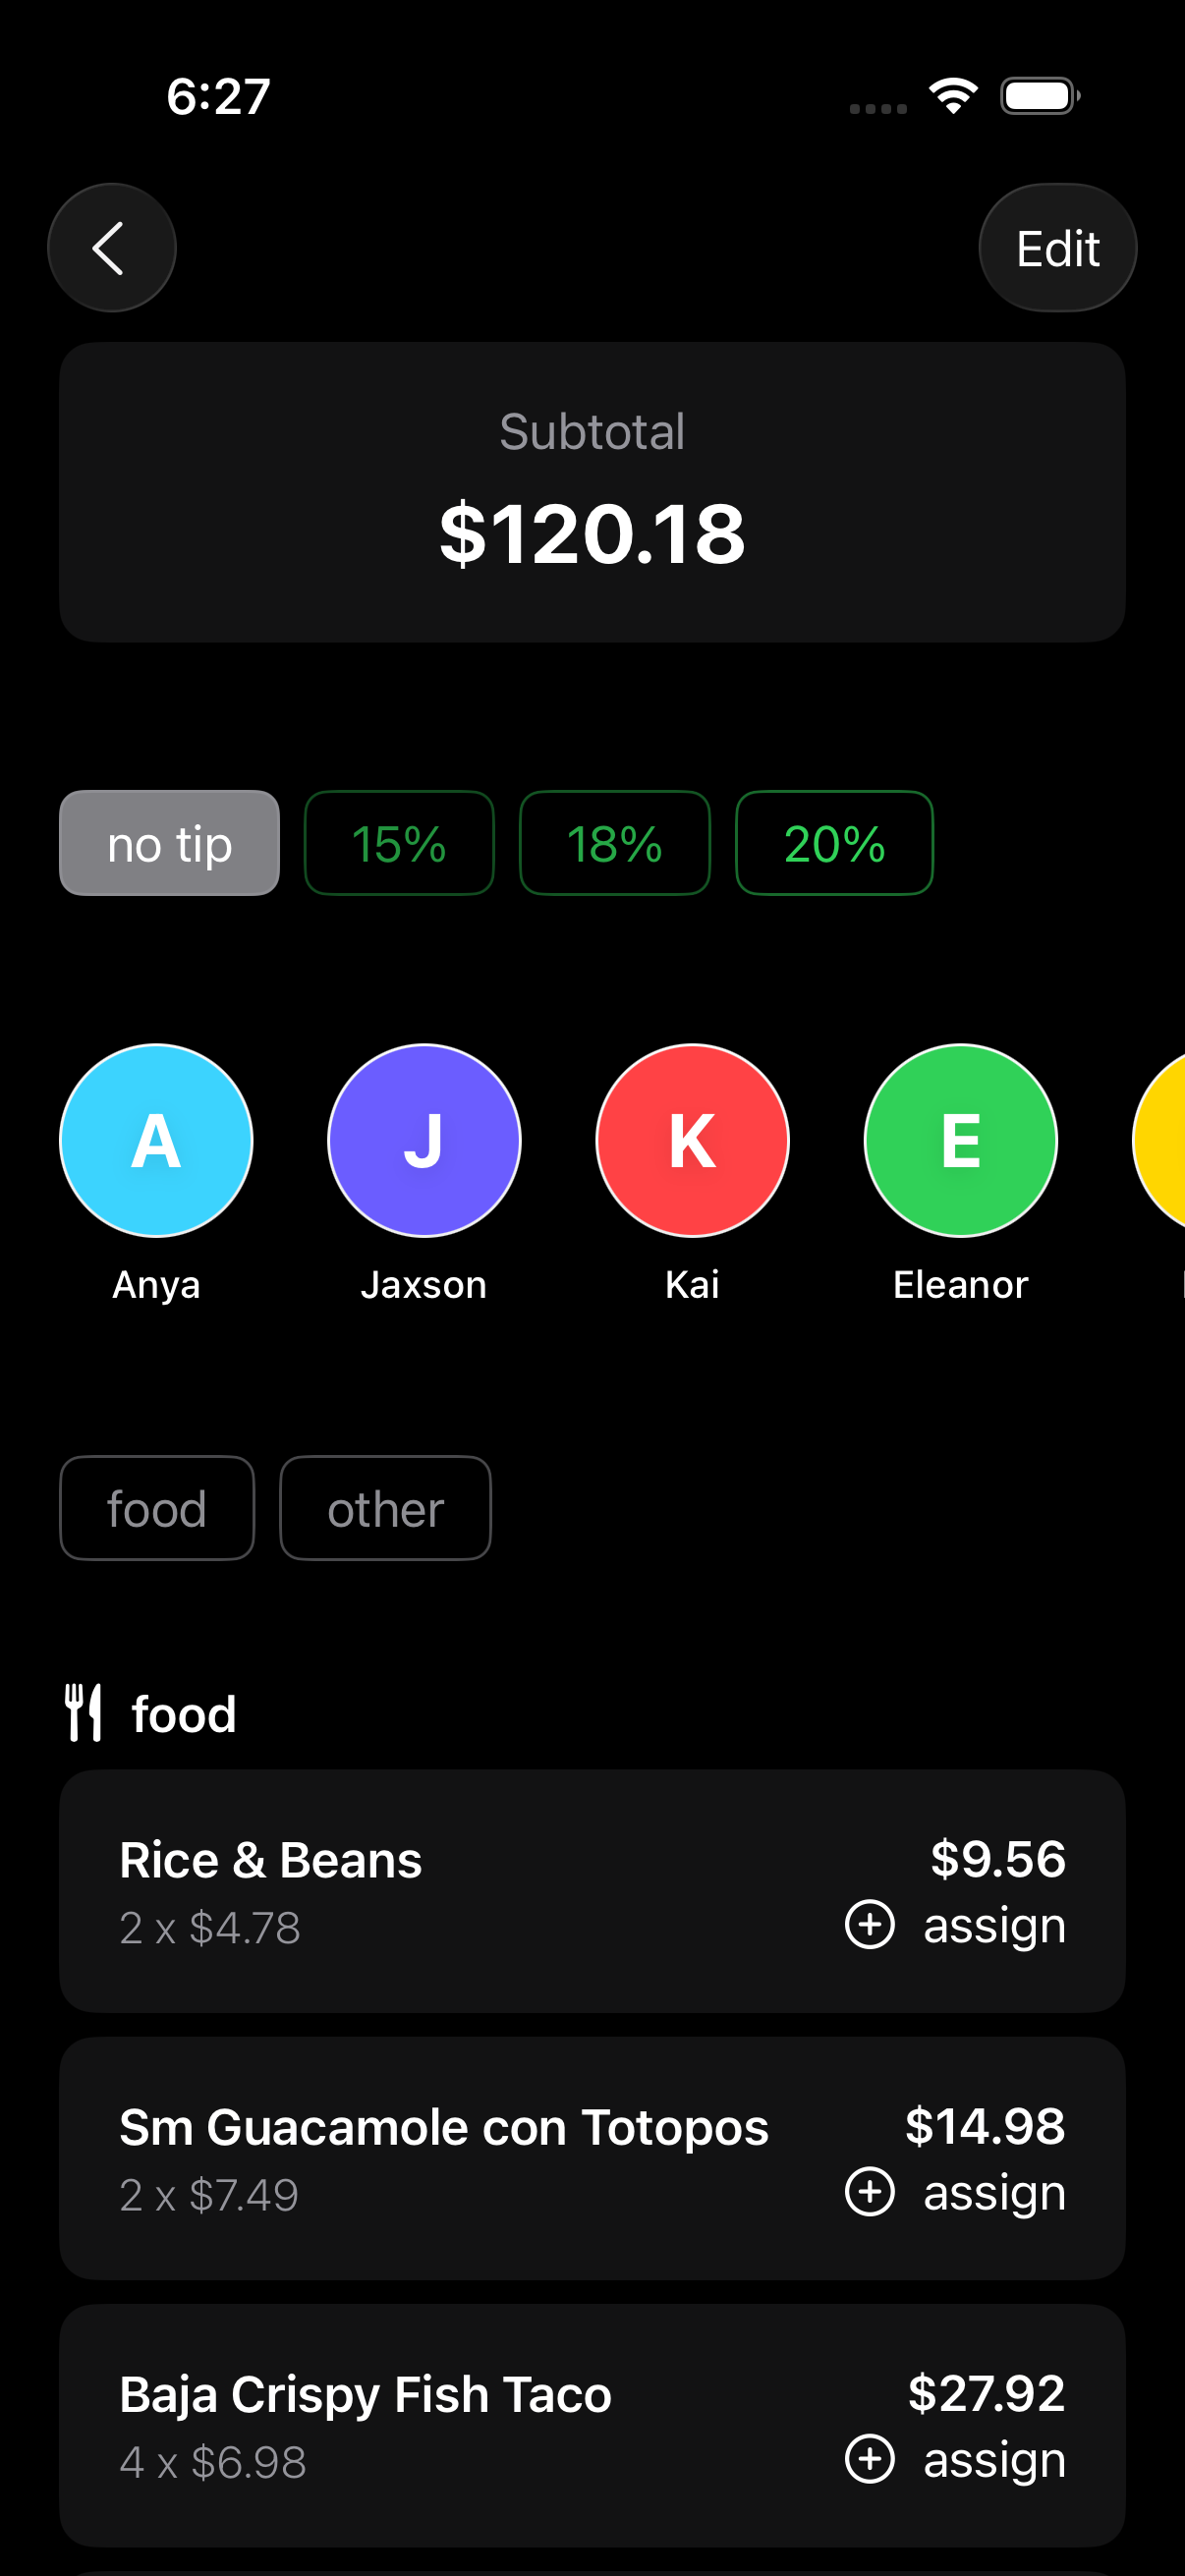 6:27
Edit
Subtotal
$120.18
no tip 15% 18% 20%
A J K E
Anya Jaxson Kai Eleanor
food other
food
Rice & Beans $9.56
2 x $4.78 assign
Sm Guacamole con Totopos $14.98
2 x $7.49 assign
Baja Crispy Fish Taco $27.92
4 x $6.98 assign